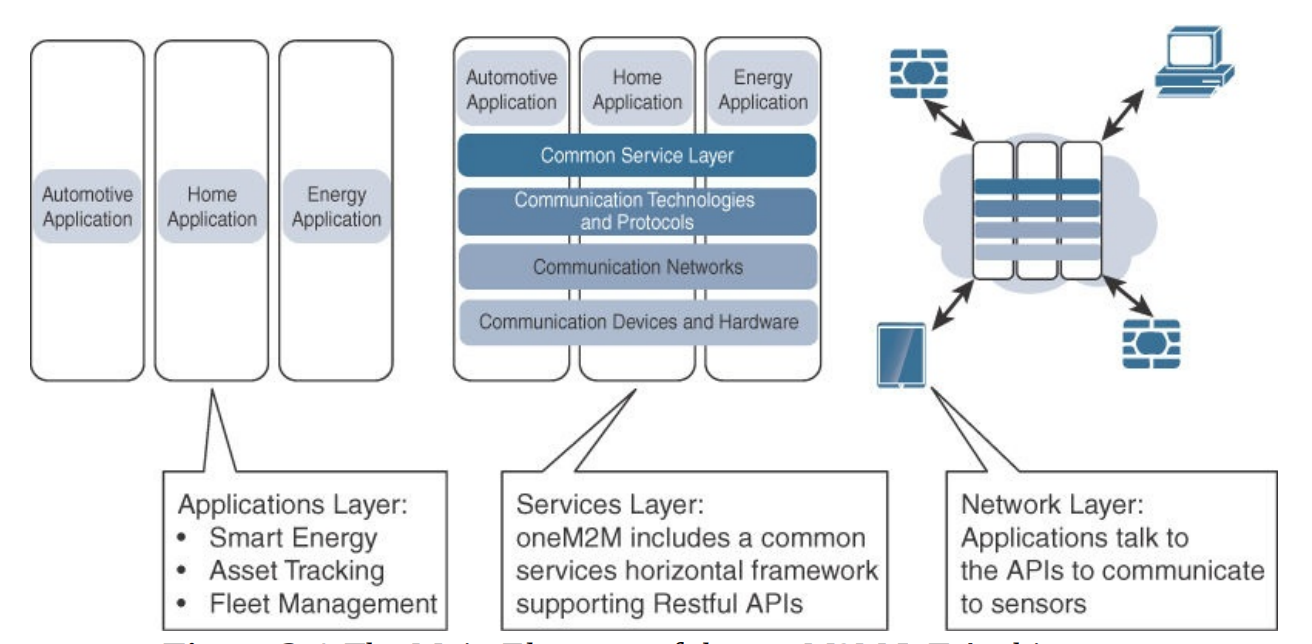 Automotive
Application
Home
Application
Energy
Application
Automotive
Application
Home
Application
Energy
Application
Common Service Layer
Communication Technologies
and Protocols
Communication Networks
Communication Devices and Hardware
Applications Layer:
• Smart Energy
• Asset Tracking
• Fleet Management
Services Layer:
oneM2M includes a common
services horizontal framework
supporting Restful APIs
Network Layer:
Applications talk to
the APIs to communicate
to sensors